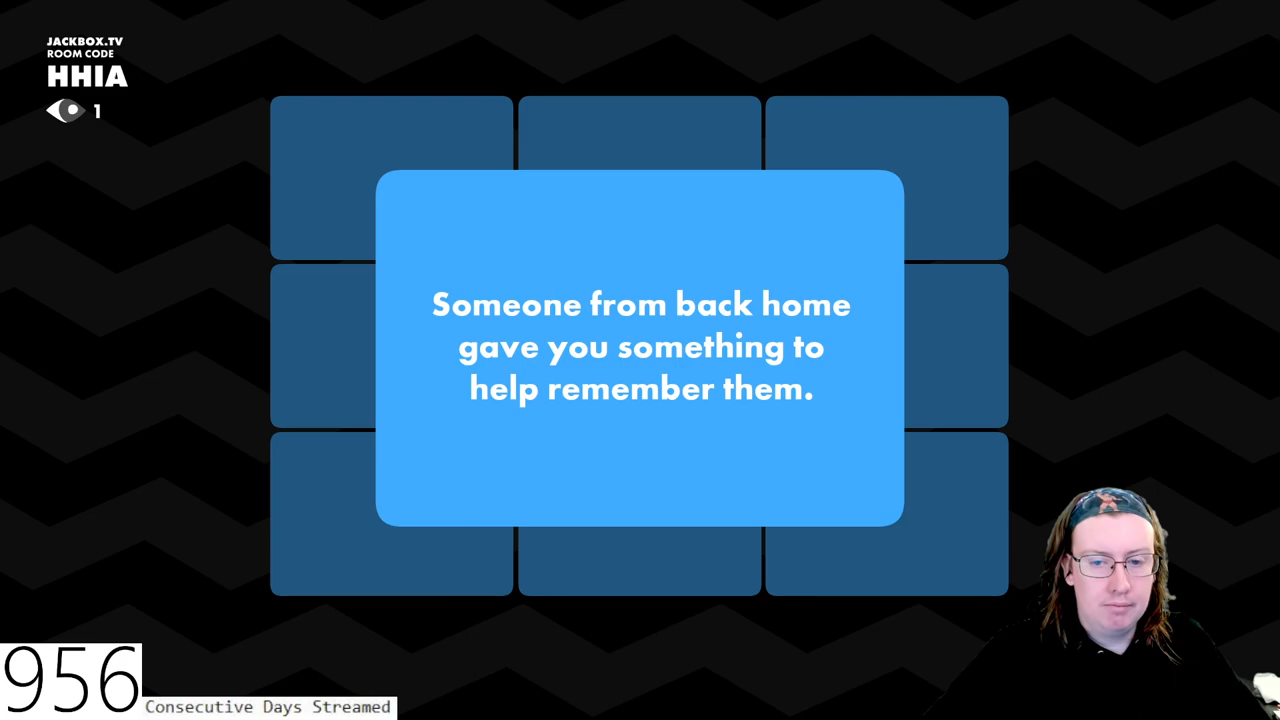 JACKBOX.TV
ROOM CODE
HHIA
1
Someone from back home
gave you something to
help remember them.
956
Consecutive Days Streamed